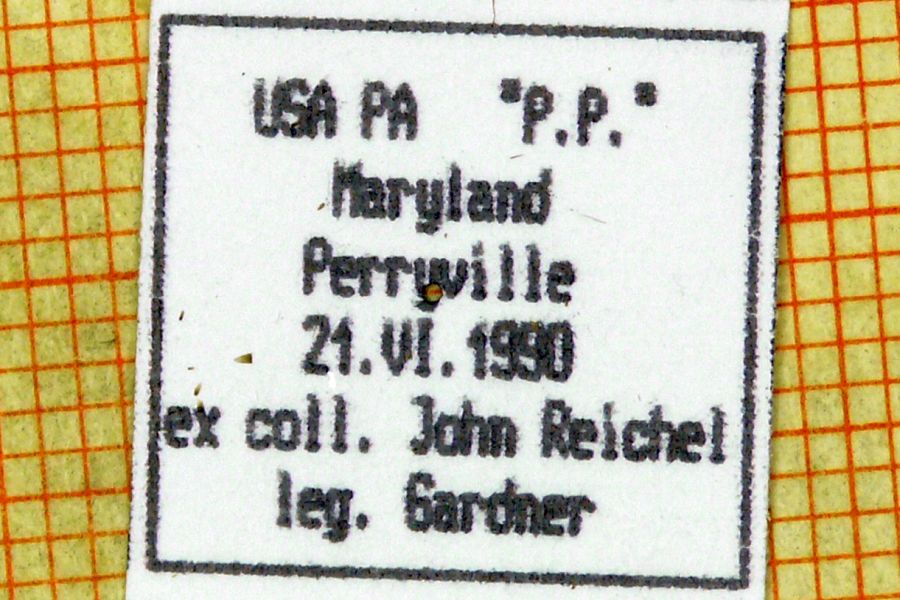 USA PA "P.P."
Maryland
Perryville
21.VI.1990
ex coll. John Reichel
leg. Gardner